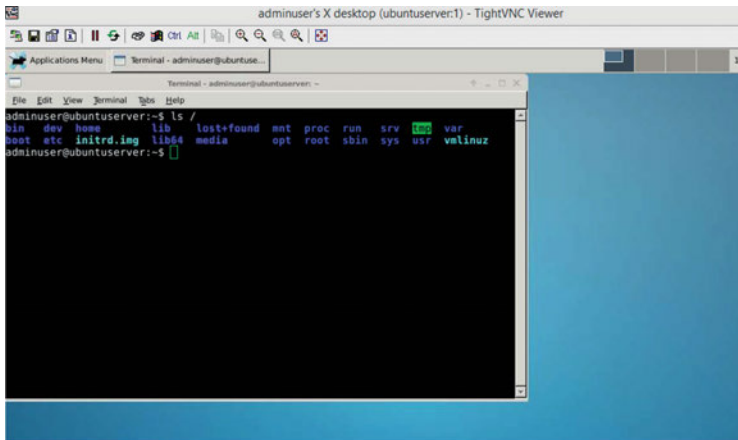 adminuser's X desktop (ubuntuserver:1) - TightVNC Viewer
Ctrl Alt
Applications Menu Terminal - adminuser@ubuntuse...
Terminal - adminuser@ubuntuserver: ~
File Edit View Terminal Tabs Help
adminuser@ubuntuserver:~$ ls /
bin dev home lib lost+found mnt proc run srv tmp var
boot etc initrd.img lib64 media opt root sbin sys usr vmlinuz
adminuser@ubuntuserver:~$